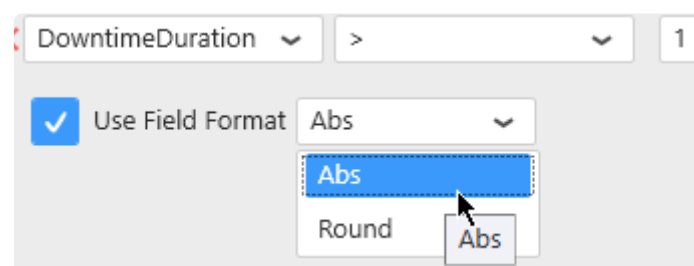 DowntimeDuration > 1
Use Field Format Abs
Abs
Round
Abs